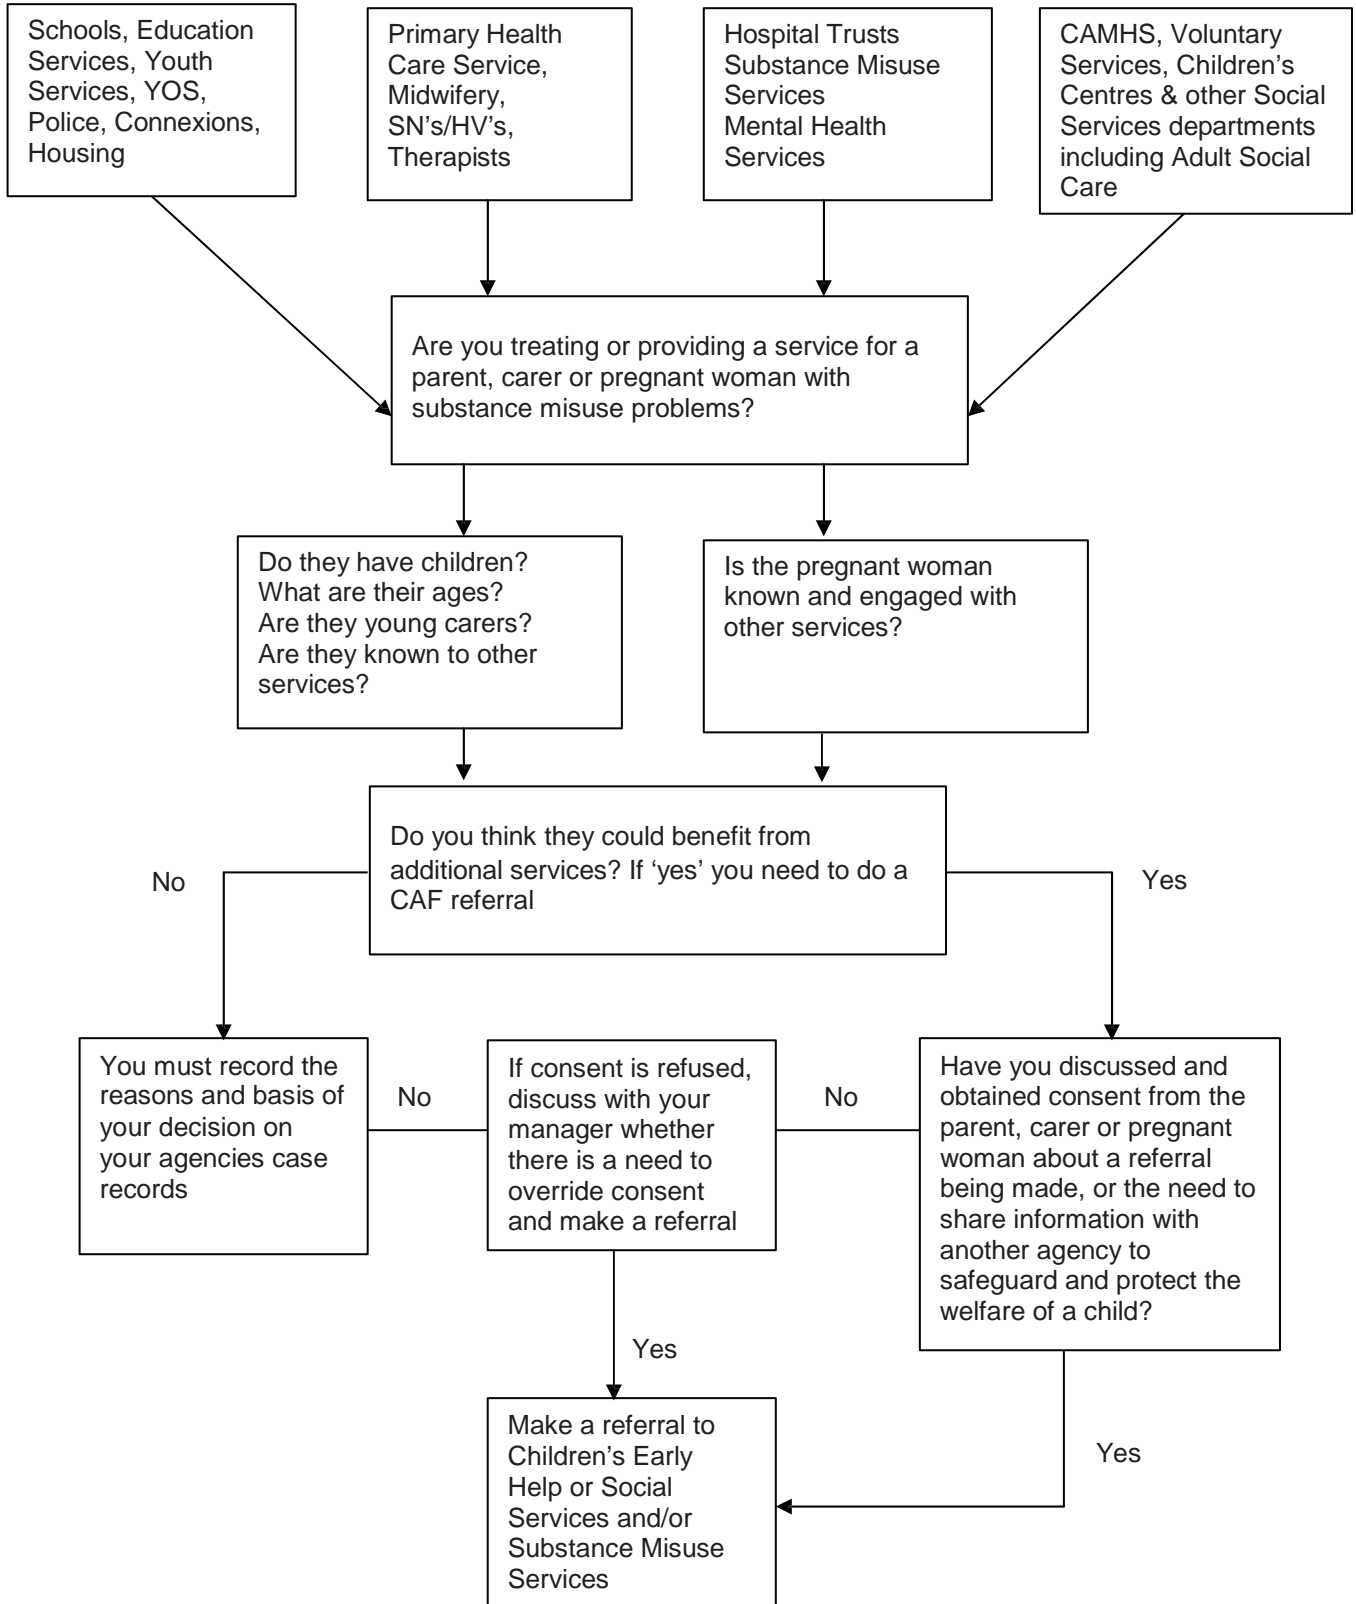 Schools, Education
Services, Youth
Services, YOS,
Police, Connexions,
Housing
Primary Health
Care Service,
Midwifery,
SN's/HV's,
Therapists
Hospital Trusts
Substance Misuse
Services
Mental Health
Services
CAMHS, Voluntary
Services, Children’s
Centres & other Social
Services departments
including Adult Social
Care
Are you treating or providing a service for a
parent, carer or pregnant woman with
substance misuse problems?
Do they have children?
What are their ages?
Are they young carers?
Are they known to other
services?
Is the pregnant woman
known and engaged with
other services?
Do you think they could benefit from
additional services? If ‘yes’ you need to do a
CAF referral
No
Yes
You must record the
reasons and basis of
your decision on
your agencies case
records
No
If consent is refused,
discuss with your
manager whether
there is a need to
override consent
and make a referral
No
Have you discussed and
obtained consent from the
parent, carer or pregnant
woman about a referral
being made, or the need to
share information with
another agency to
safeguard and protect the
welfare of a child?
Yes
Yes
Make a referral to
Children’s Early
Help or Social
Services and/or
Substance Misuse
Services